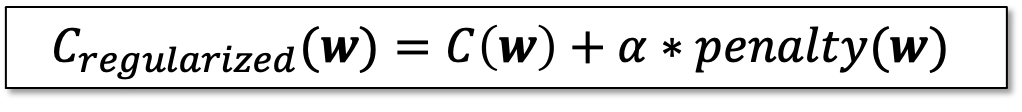 C_regularized(w) = C(w) + α * penalty(w)